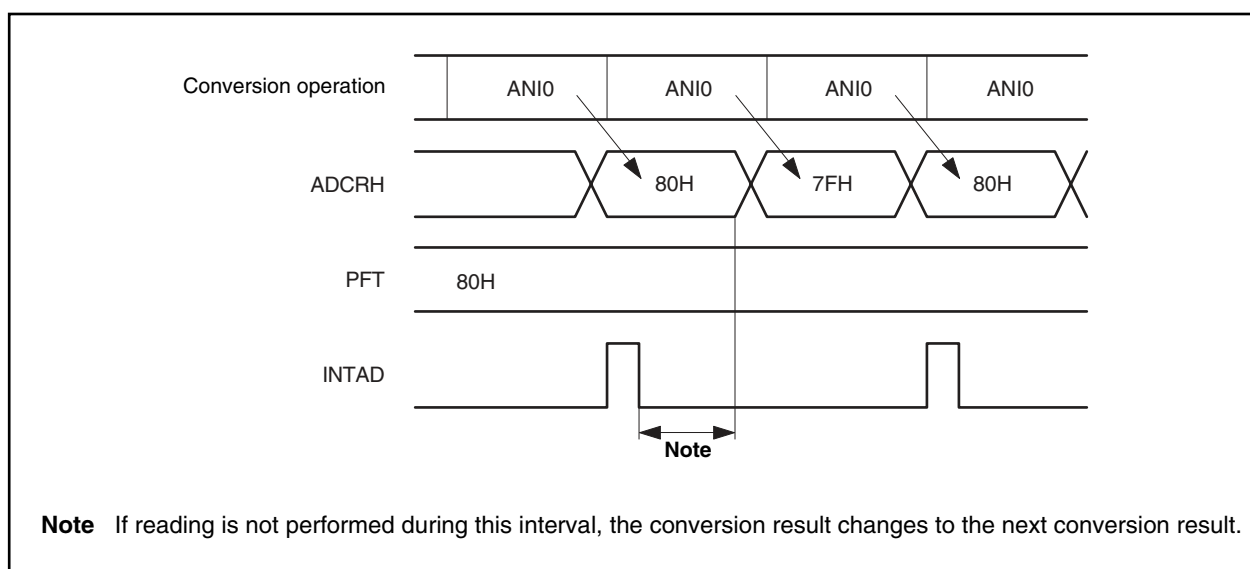 Conversion operation ANI0 ANI0 ANI0 ANI0
ADCRH 80H 7FH 80H
PFT 80H
INTAD
Note
Note If reading is not performed during this interval, the conversion result changes to the next conversion result.